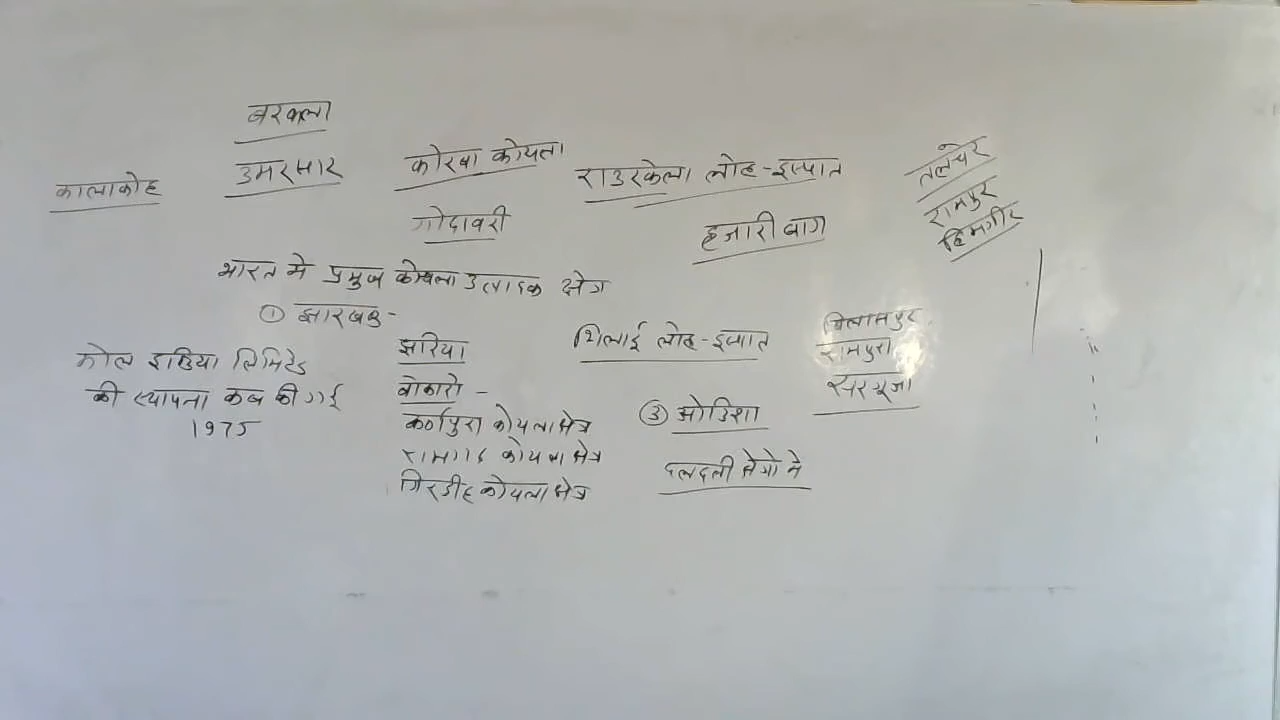 बरकला
उमरसार
कालाकोह
कोरबा कोयला
राउरकेला लोह-इस्पात
तलचेर
रामपुर
हिमगीर
गोदावरी
हजारीबाग
भारत मे प्रमुख कोयला उत्पादक क्षेत्र
① झारखण्ड-
कोल इण्डिया लिमिटेड
की स्थापना कब की गई
1975
झरिया
बोकारो -
कर्णपुरा कोयला क्षेत्र
रामगढ कोयला क्षेत्र
गिरडीह कोयला क्षेत्र
भिलाई लोह-इस्पात
बिलासपुर
रामपुरा
सरगूजा
③ ओडिशा
दलदली क्षेत्रो मे